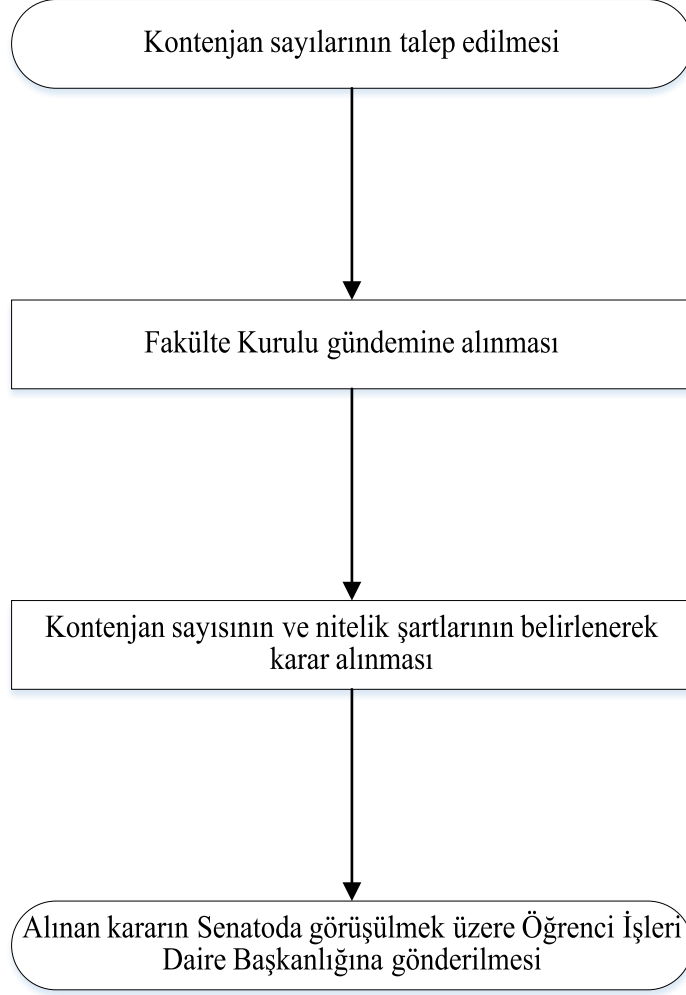 Kontenjan sayılarının talep edilmesi
Fakülte Kurulu gündemine alınması
Kontenjan sayısının ve nitelik şartlarının belirlenerek
karar alınması
Alınan kararın Senatoda görüşülmek üzere Öğrenci İşleri
Daire Başkanlığına gönderilmesi